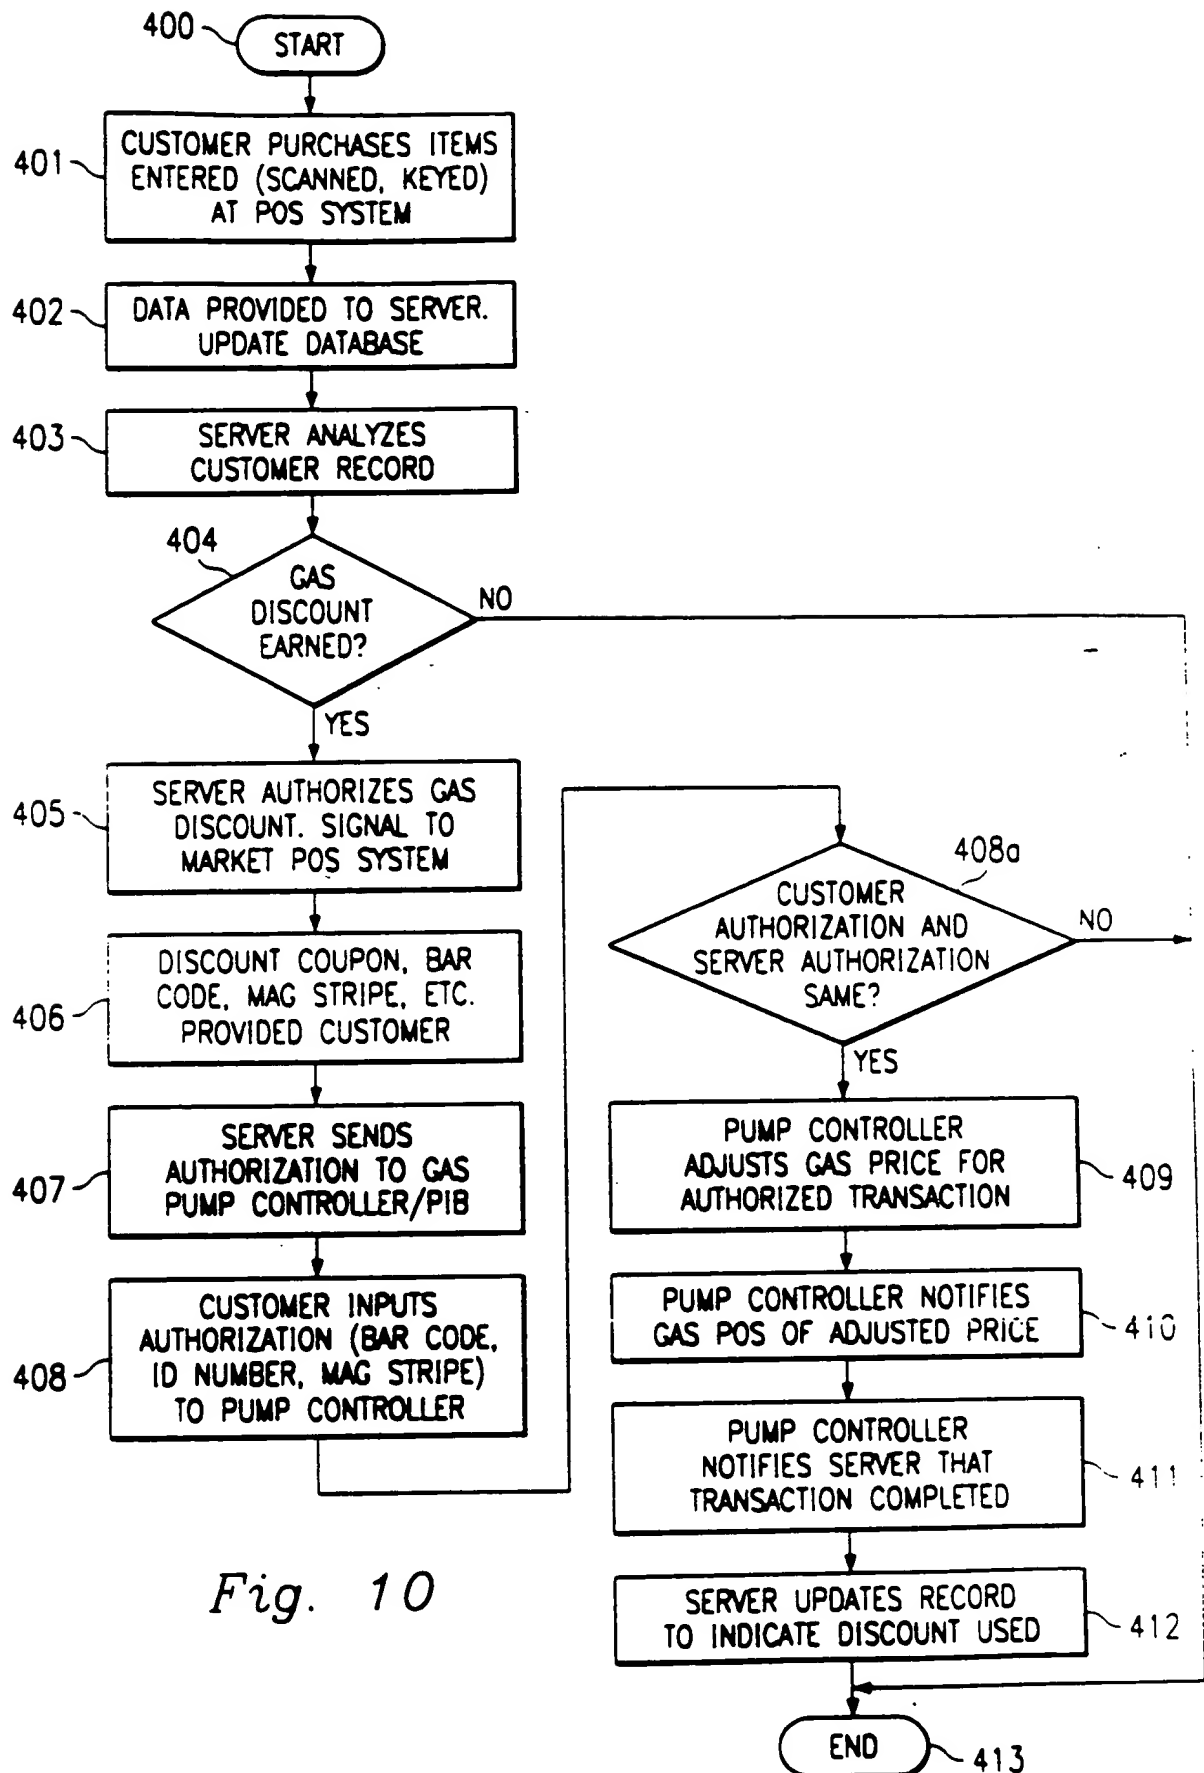 400
START
401
CUSTOMER PURCHASES ITEMS
ENTERED (SCANNED, KEYED)
AT POS SYSTEM
402
DATA PROVIDED TO SERVER.
UPDATE DATABASE
403
SERVER ANALYZES
CUSTOMER RECORD
404
GAS
DISCOUNT
EARNED?
NO
YES
405
SERVER AUTHORIZES GAS
DISCOUNT. SIGNAL TO
MARKET POS SYSTEM
406
DISCOUNT COUPON, BAR
CODE, MAG STRIPE, ETC.
PROVIDED CUSTOMER
407
SERVER SENDS
AUTHORIZATION TO GAS
PUMP CONTROLLER/PIB
408
CUSTOMER INPUTS
AUTHORIZATION (BAR CODE,
ID NUMBER, MAG STRIPE)
TO PUMP CONTROLLER
408a
CUSTOMER
AUTHORIZATION AND
SERVER AUTHORIZATION
SAME?
NO
YES
PUMP CONTROLLER
ADJUSTS GAS PRICE FOR
AUTHORIZED TRANSACTION
409
PUMP CONTROLLER NOTIFIES
GAS POS OF ADJUSTED PRICE
410
PUMP CONTROLLER
NOTIFIES SERVER THAT
TRANSACTION COMPLETED
411
SERVER UPDATES RECORD
TO INDICATE DISCOUNT USED
412
END
413
Fig. 10